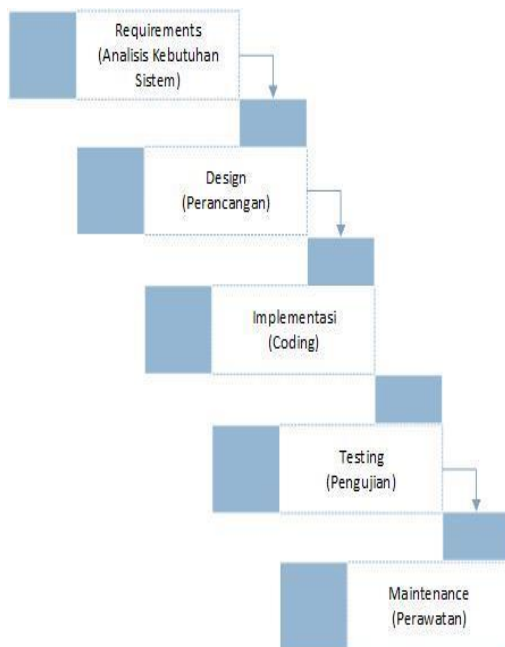 Requirements
(Analisis Kebutuhan
Sistem)
Design
(Perancangan)
Implementasi
(Coding)
Testing
(Pengujian)
Maintenance
(Perawatan)